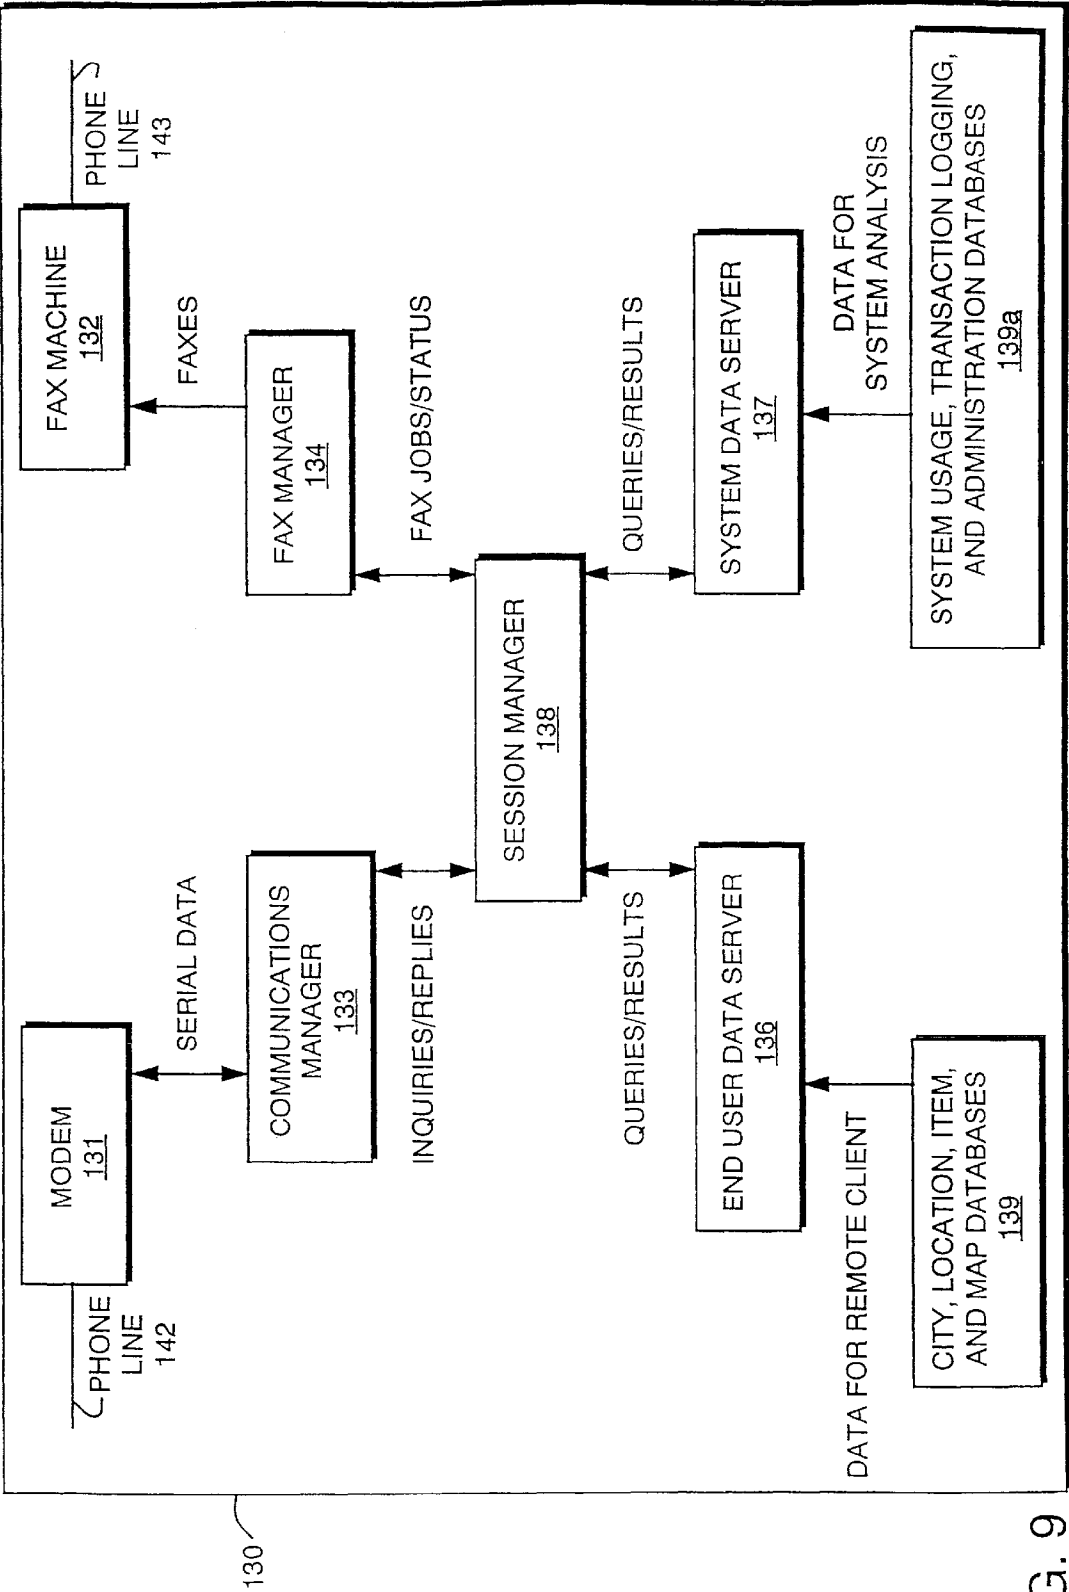 130
PHONE
LINE
142
MODEM
131
FAX MACHINE
132
PHONE
LINE
143
SERIAL DATA
FAXES
COMMUNICATIONS
MANAGER
133
FAX MANAGER
134
INQUIRIES/REPLIES
FAX JOBS/STATUS
SESSION MANAGER
138
QUERIES/RESULTS
QUERIES/RESULTS
END USER DATA SERVER
136
SYSTEM DATA SERVER
137
DATA FOR REMOTE CLIENT
DATA FOR
SYSTEM ANALYSIS
CITY, LOCATION, ITEM,
AND MAP DATABASES
139
SYSTEM USAGE, TRANSACTION LOGGING,
AND ADMINISTRATION DATABASES
139a
G. 9